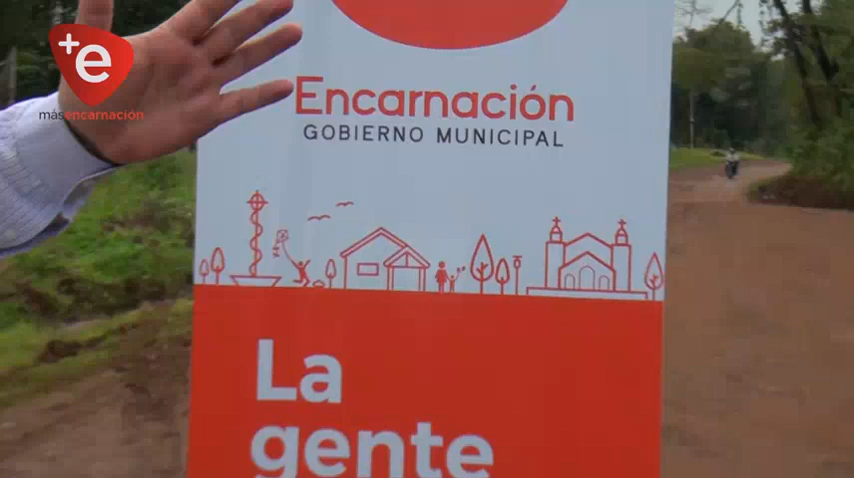 +e
másencarnación
Encarnación
GOBIERNO MUNICIPAL
La
gente